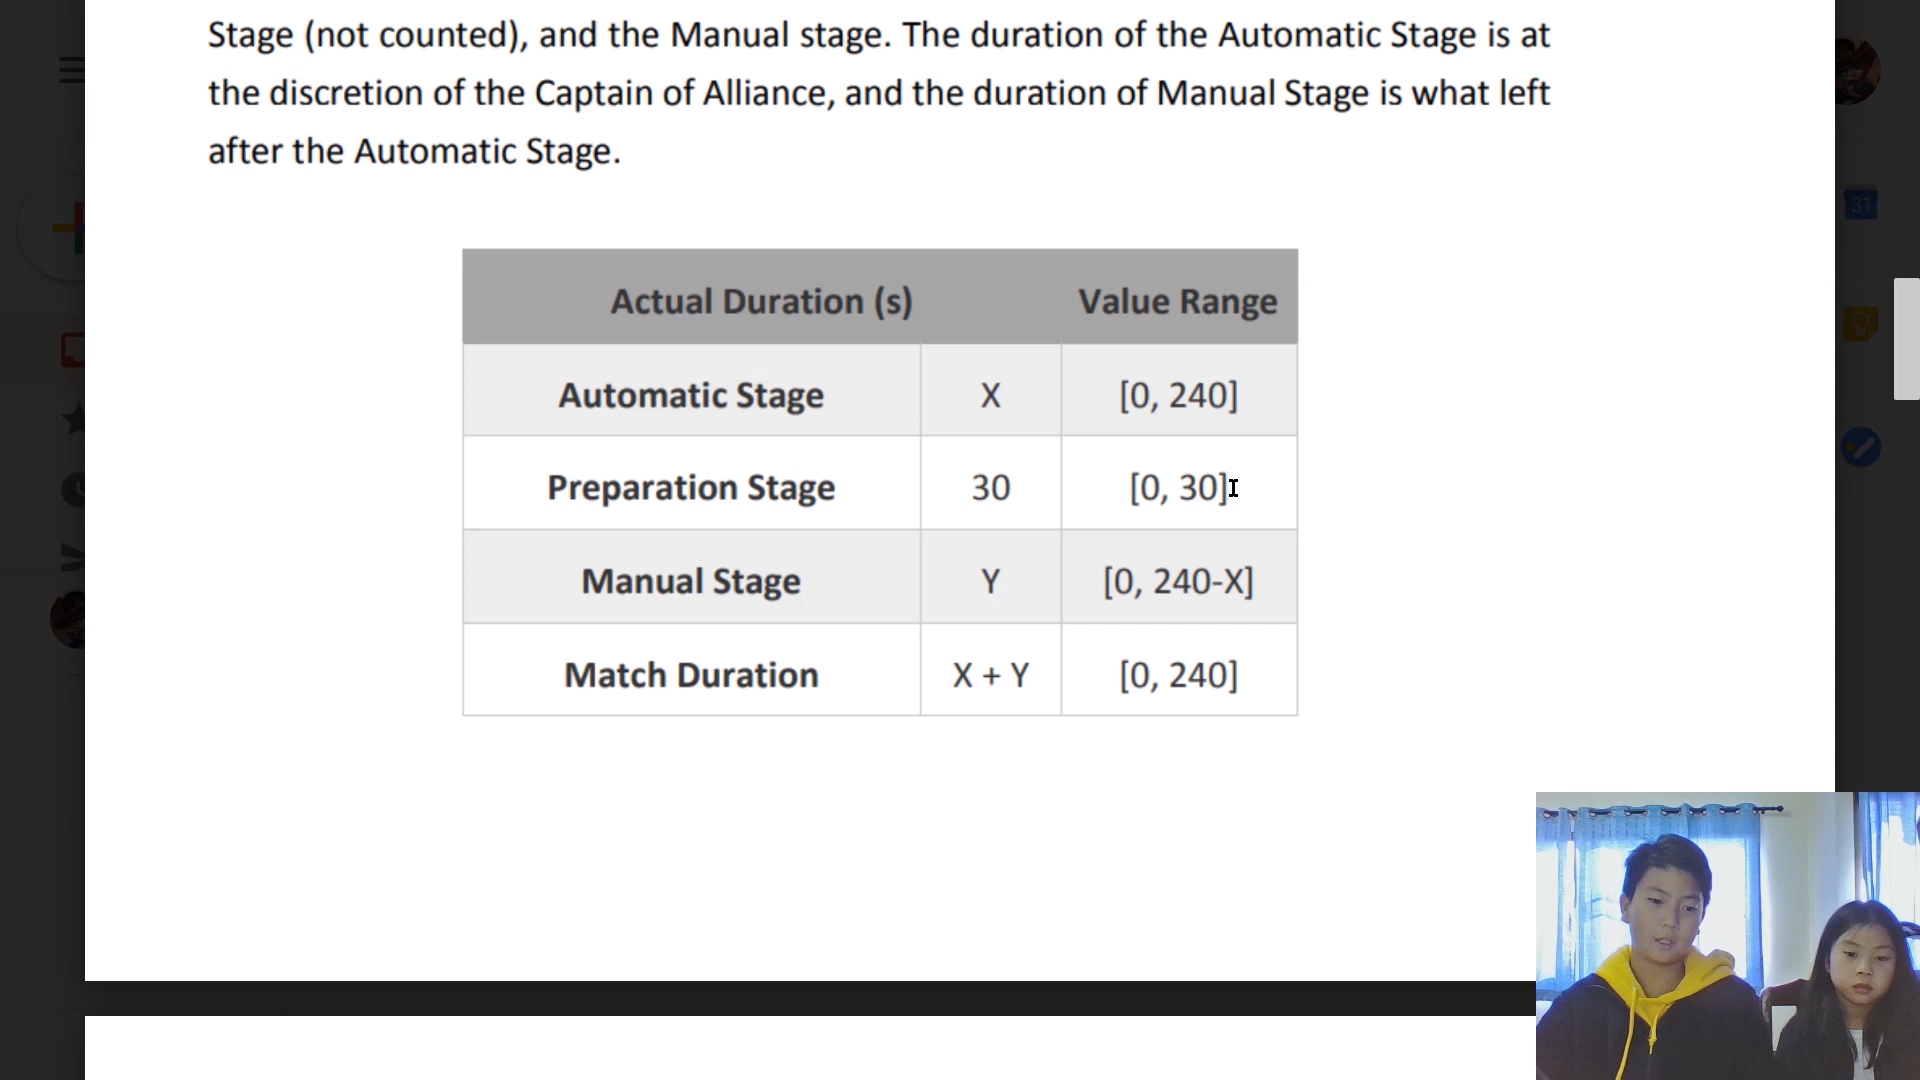 Stage (not counted), and the Manual stage. The duration of the Automatic Stage is at
the discretion of the Captain of Alliance, and the duration of Manual Stage is what left
after the Automatic Stage.
Actual Duration (s) Value Range
Automatic Stage X [0, 240]
Preparation Stage 30 [0, 30]
Manual Stage Y [0, 240-X]
Match Duration X + Y [0, 240]
31